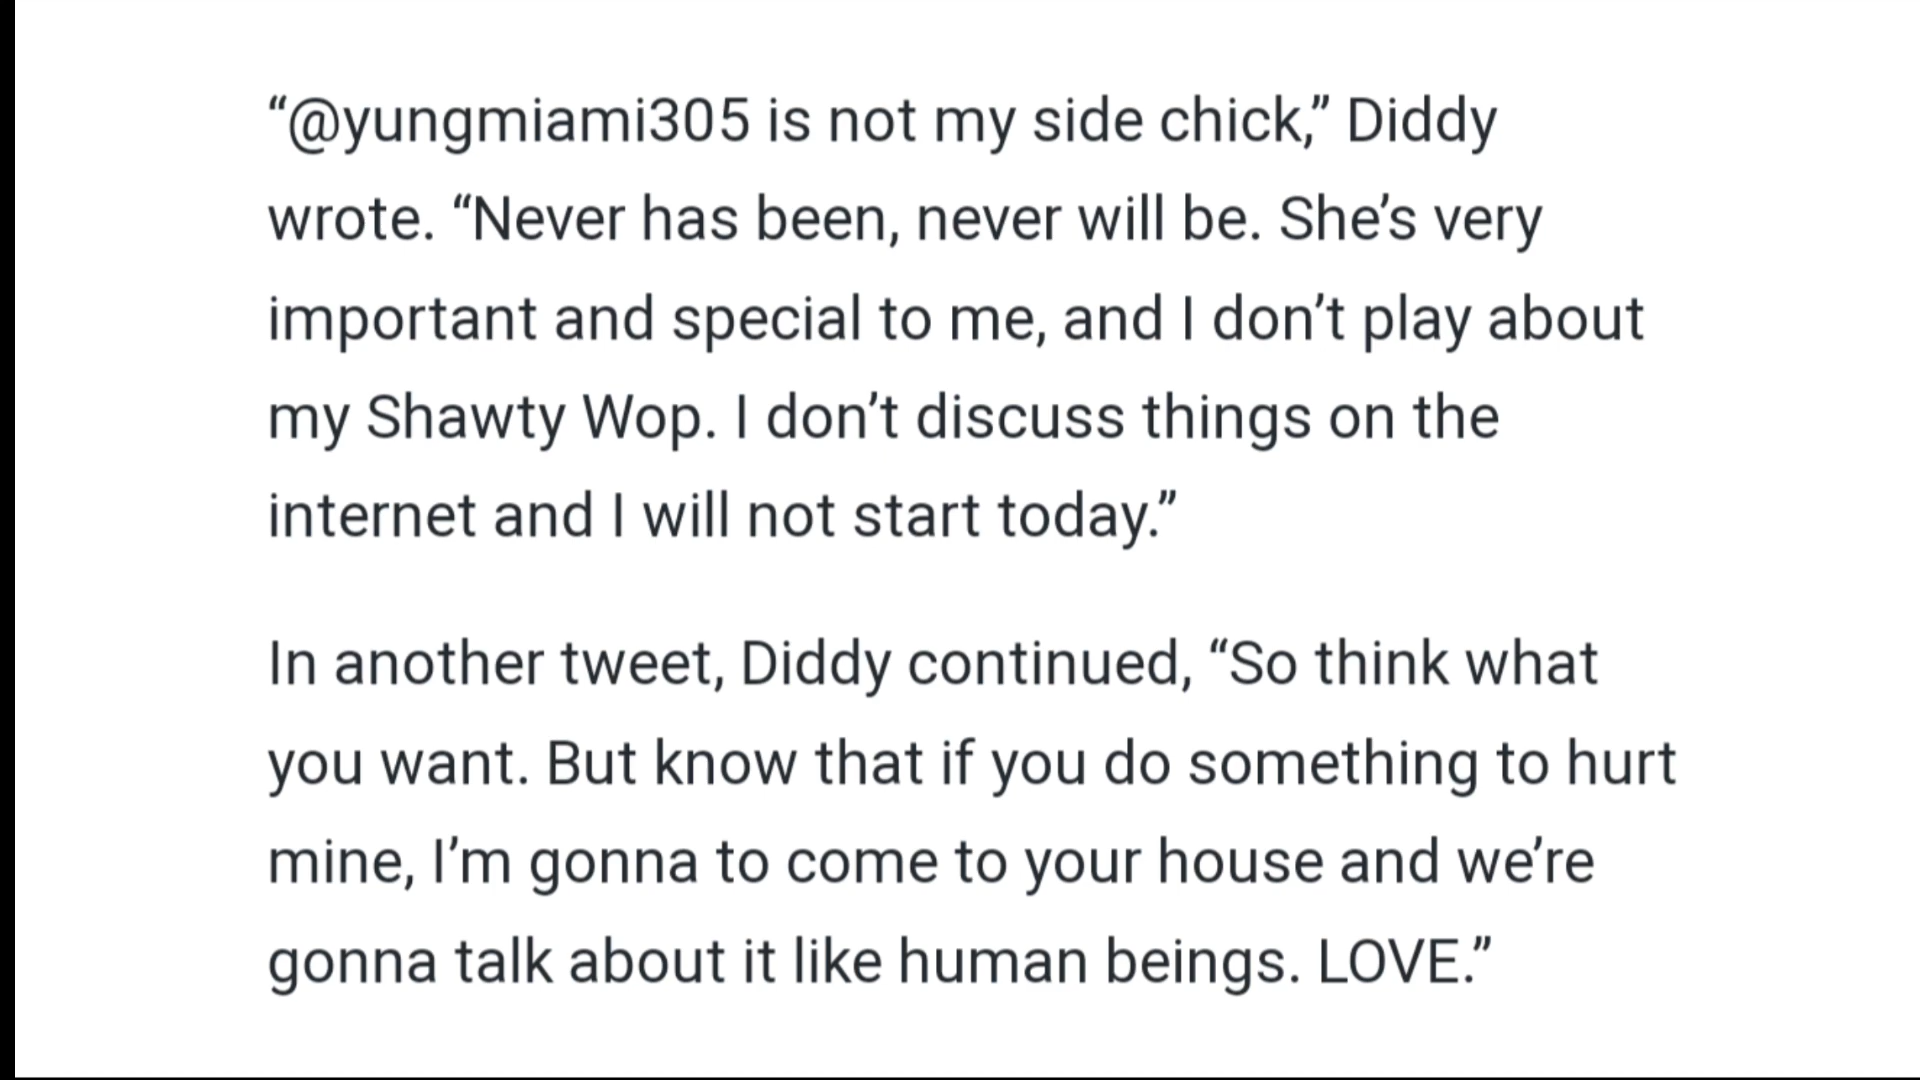 “@yungmiami305 is not my side chick,” Diddy
wrote. “Never has been, never will be. She’s very
important and special to me, and I don’t play about
my Shawty Wop. I don’t discuss things on the
internet and I will not start today.”
In another tweet, Diddy continued, “So think what
you want. But know that if you do something to hurt
mine, I’m gonna to come to your house and we’re
gonna talk about it like human beings. LOVE.”